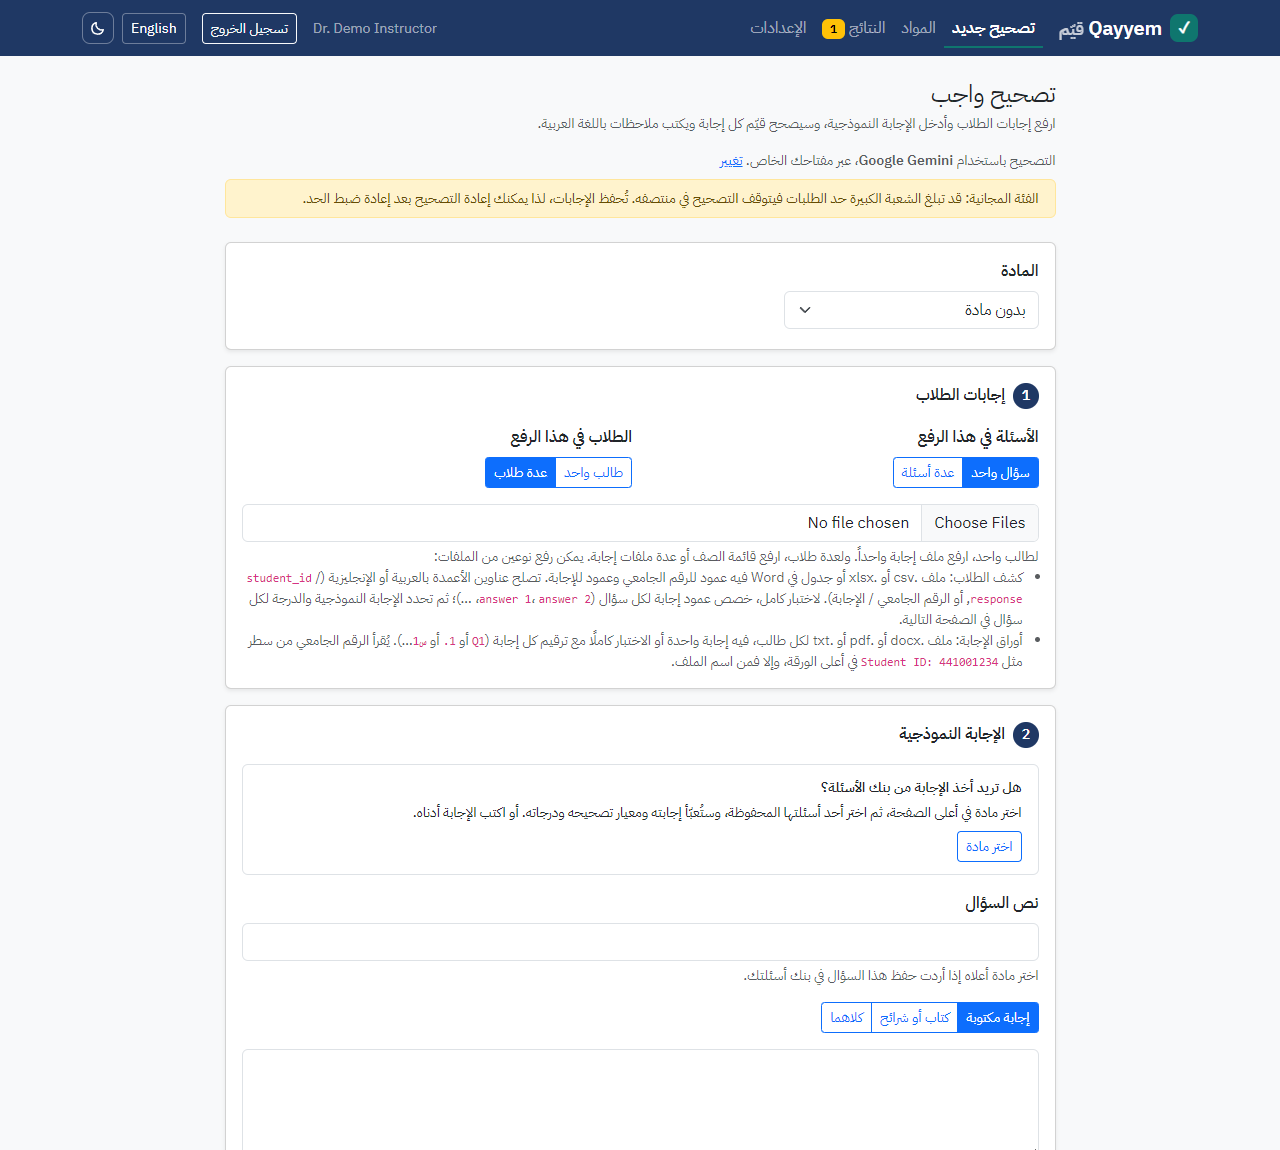 Qayyem قيّم
تصحيح جديد
المواد
النتائج 1
الإعدادات
Dr. Demo Instructor
تسجيل الخروج
English
تصحيح واجب
ارفع إجابات الطلاب وأدخل الإجابة النموذجية، وسيصحح قيّم كل إجابة ويكتب ملاحظات باللغة العربية.
التصحيح باستخدام Google Gemini، عبر مفتاحك الخاص. تغيير
الفئة المجانية: قد تبلغ الشعبة الكبيرة حد الطلبات فيتوقف التصحيح في منتصفه. تُحفظ الإجابات، لذا يمكنك إعادة التصحيح بعد إعادة ضبط الحد.
المادة
بدون مادة
1 إجابات الطلاب
الأسئلة في هذا الرفع
سؤال واحد
عدة أسئلة
الطلاب في هذا الرفع
طالب واحد
عدة طلاب
Choose Files No file chosen
لطالب واحد، ارفع ملف إجابة واحداً. ولعدة طلاب، ارفع قائمة الصف أو عدة ملفات إجابة. يمكن رفع نوعين من الملفات:
كشف الطلاب: ملف .csv أو .xlsx أو جدول في Word فيه عمود للرقم الجامعي وعمود للإجابة. تصلح عناوين الأعمدة بالعربية أو الإنجليزية (student_id /
response, أو الرقم الجامعي / الإجابة). لاختبار كامل، خصص عمود إجابة لكل سؤال (answer 1، answer 2، ...)؛ ثم تحدد الإجابة النموذجية والدرجة لكل
سؤال في الصفحة التالية.
أوراق الإجابة: ملف .docx أو .pdf أو .txt لكل طالب، فيه إجابة واحدة أو الاختبار كاملًا مع ترقيم كل إجابة (Q1 أو 1. أو س1...). يُقرأ الرقم الجامعي من سطر
مثل Student ID: 441001234 في أعلى الورقة، وإلا فمن اسم الملف.
2 الإجابة النموذجية
هل تريد أخذ الإجابة من بنك الأسئلة؟
اختر مادة في أعلى الصفحة، ثم اختر أحد أسئلتها المحفوظة، وستُعبّأ إجابته ومعيار تصحيحه ودرجاته. أو اكتب الإجابة أدناه.
اختر مادة
نص السؤال
اختر مادة أعلاه إذا أردت حفظ هذا السؤال في بنك أسئلتك.
إجابة مكتوبة
كتاب أو شرائح
كلاهما